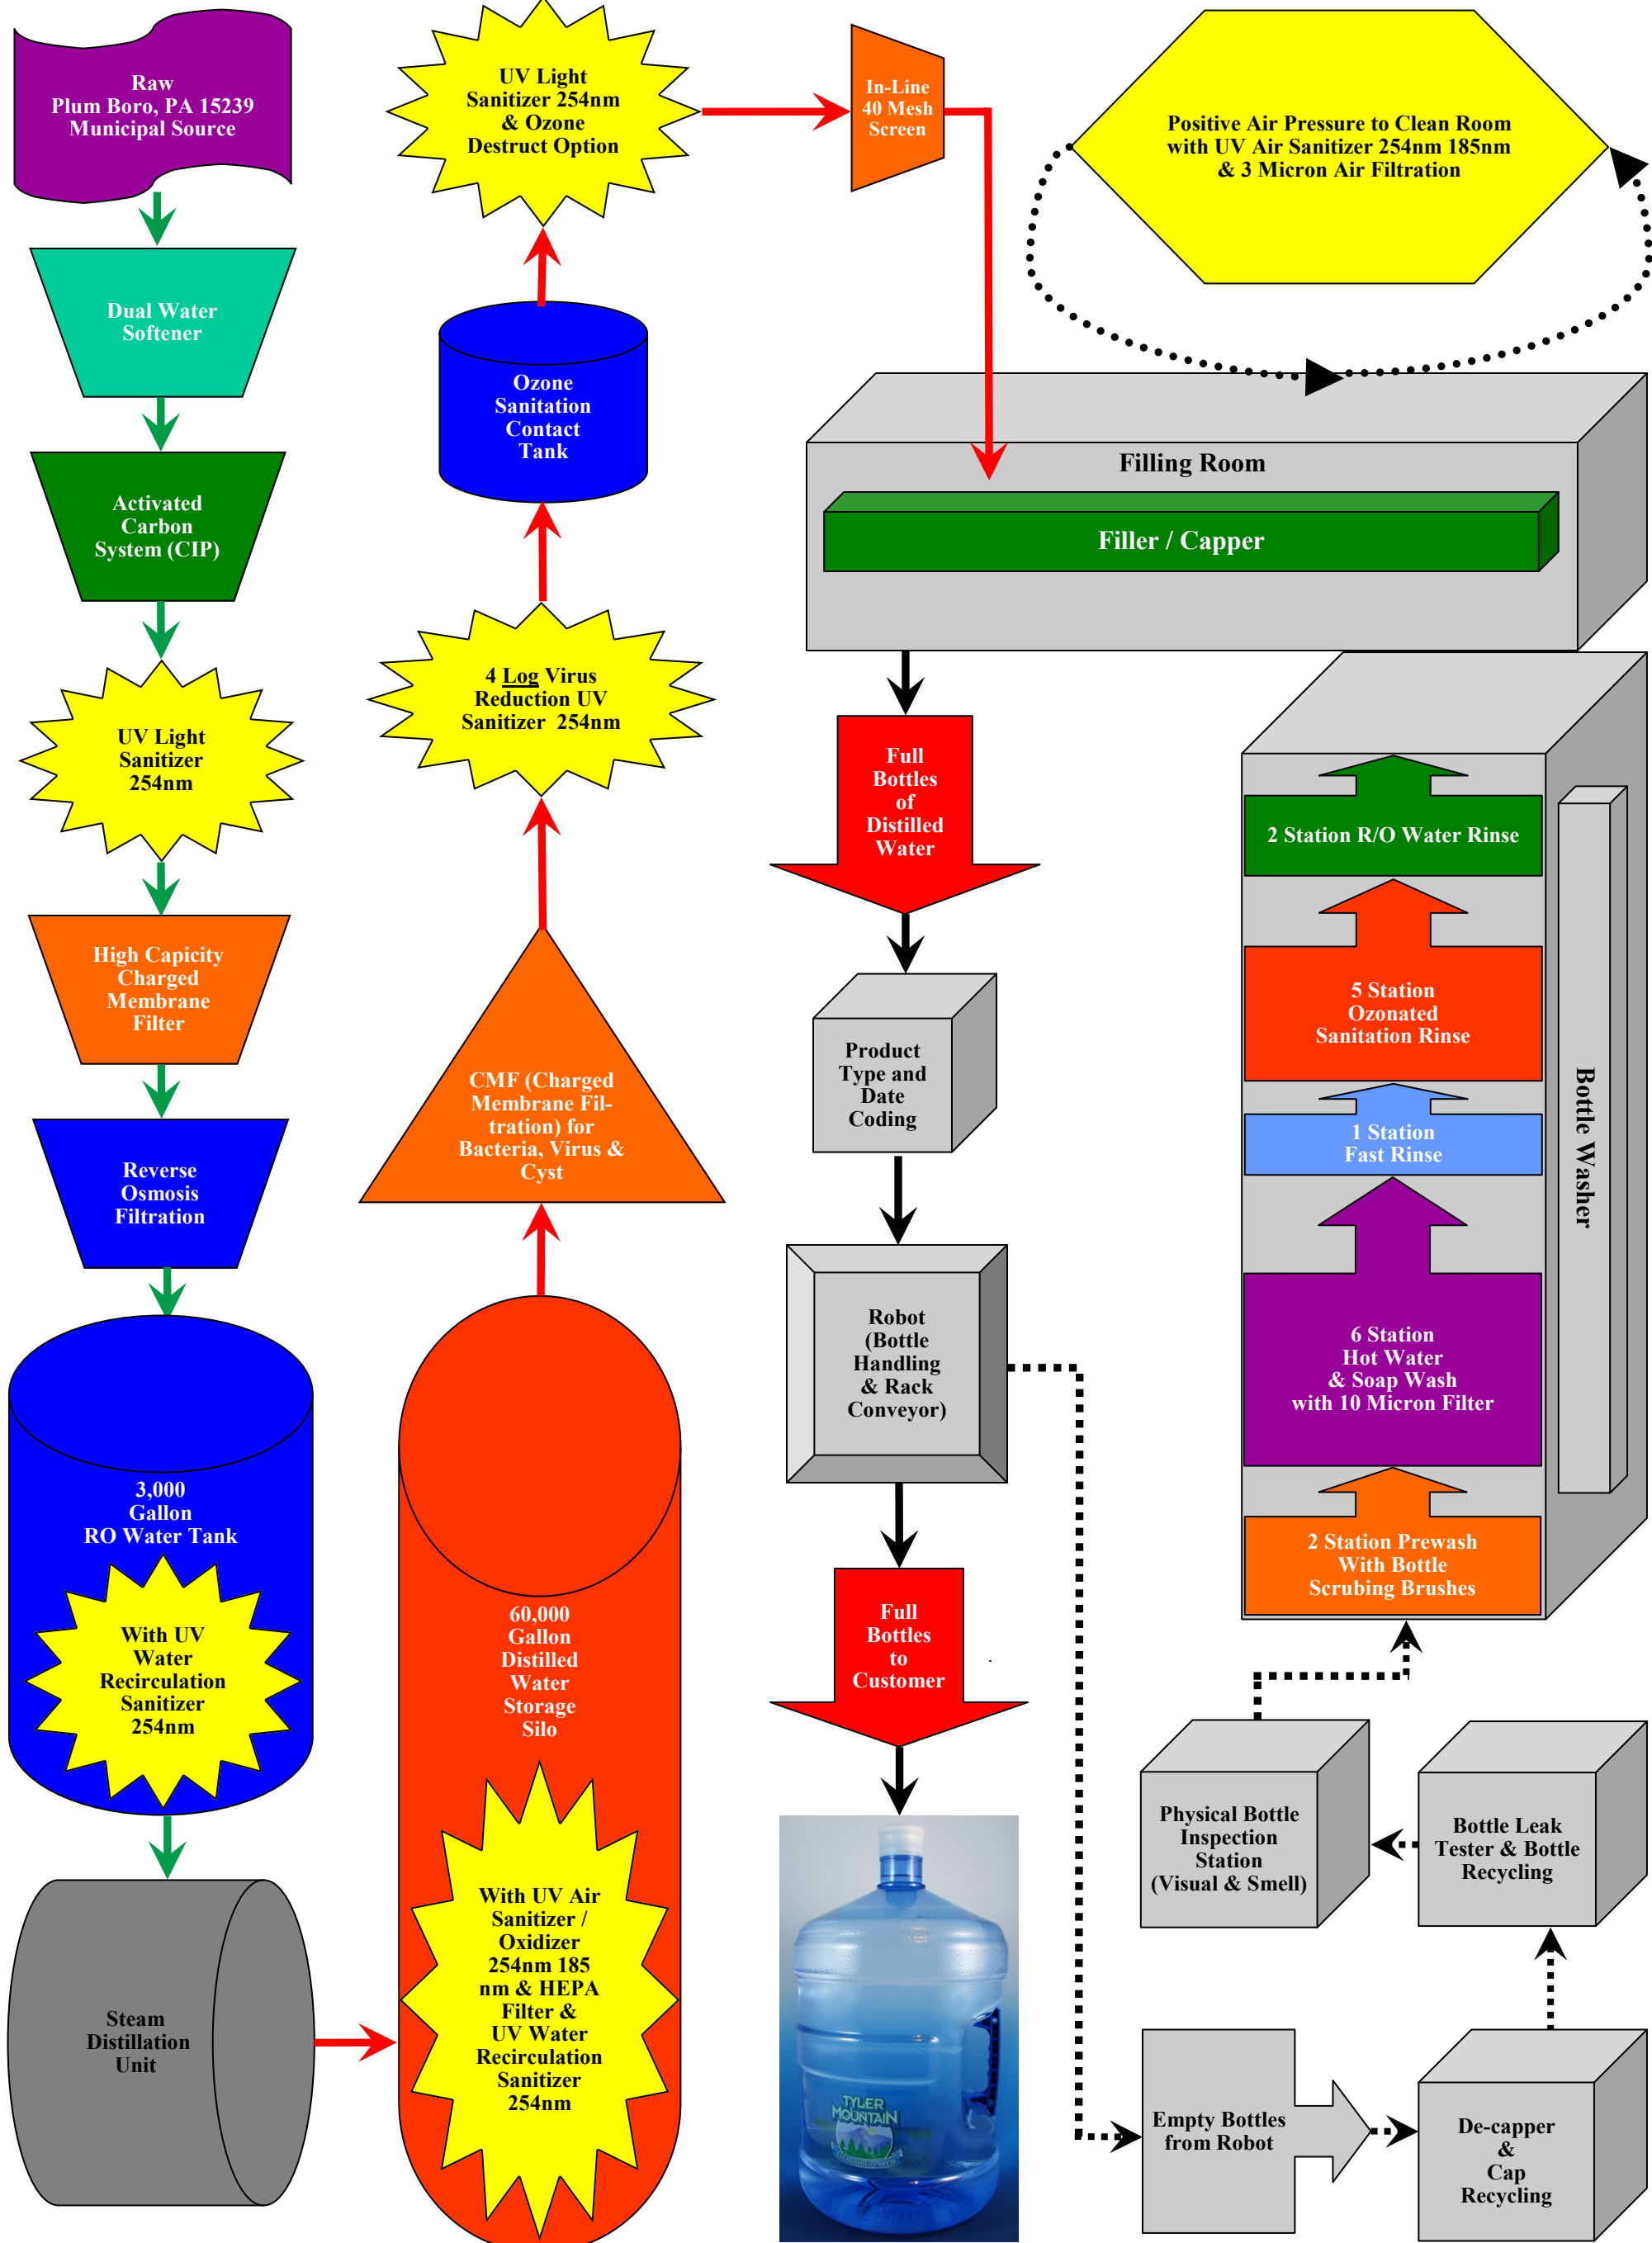 Raw
Plum Boro, PA 15239
Municipal Source
Dual Water
Softener
Activated
Carbon
System (CIP)
UV Light
Sanitizer
254nm
High Capicity
Charged
Membrane
Filter
Reverse
Osmosis
Filtration
3,000
Gallon
RO Water Tank
With UV
Water
Recirculation
Sanitizer
254nm
Steam
Distillation
Unit
60,000
Gallon
Distilled
Water
Storage
Silo
With UV Air
Sanitizer /
Oxidizer
254nm 185
nm & HEPA
Filter &
UV Water
Recirculation
Sanitizer
254nm
CMF (Charged
Membrane Fil-
tration) for
Bacteria, Virus &
Cyst
4 Log Virus
Reduction UV
Sanitizer 254nm
Ozone
Sanitation
Contact
Tank
UV Light
Sanitizer 254nm
& Ozone
Destruct Option
In-Line
40 Mesh
Screen
Positive Air Pressure to Clean Room
with UV Air Sanitizer 254nm 185nm
& 3 Micron Air Filtration
Filling Room
Filler / Capper
Full
Bottles
of
Distilled
Water
Product
Type and
Date
Coding
Robot
(Bottle
Handling
& Rack
Conveyor)
Full
Bottles
to
Customer
TYLER
MOUNTAIN
Empty Bottles
from Robot
De-capper
&
Cap
Recycling
Bottle Leak
Tester & Bottle
Recycling
Physical Bottle
Inspection
Station
(Visual & Smell)
2 Station Prewash
With Bottle
Scrubing Brushes
6 Station
Hot Water
& Soap Wash
with 10 Micron Filter
1 Station
Fast Rinse
5 Station
Ozonated
Sanitation Rinse
2 Station R/O Water Rinse
Bottle Washer